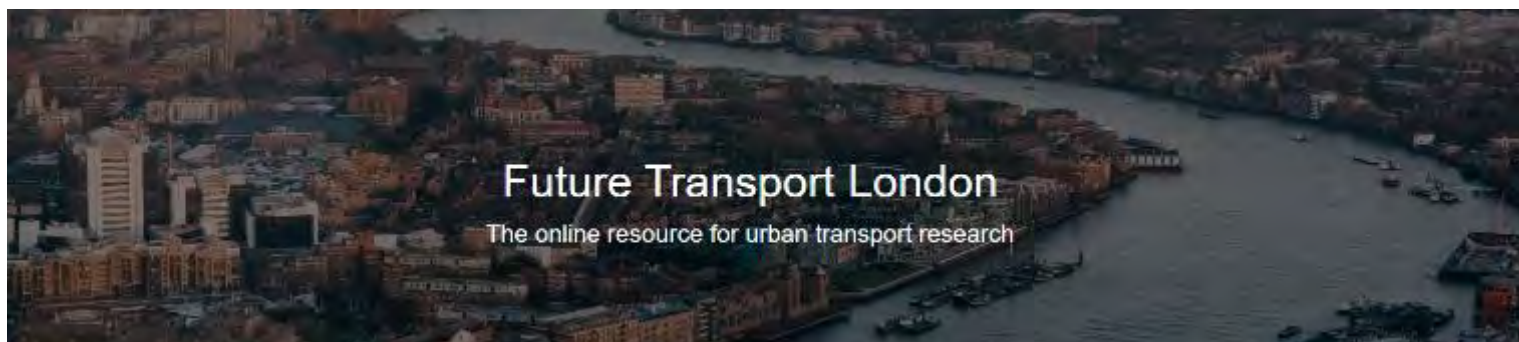 Future Transport London
The online resource for urban transport research